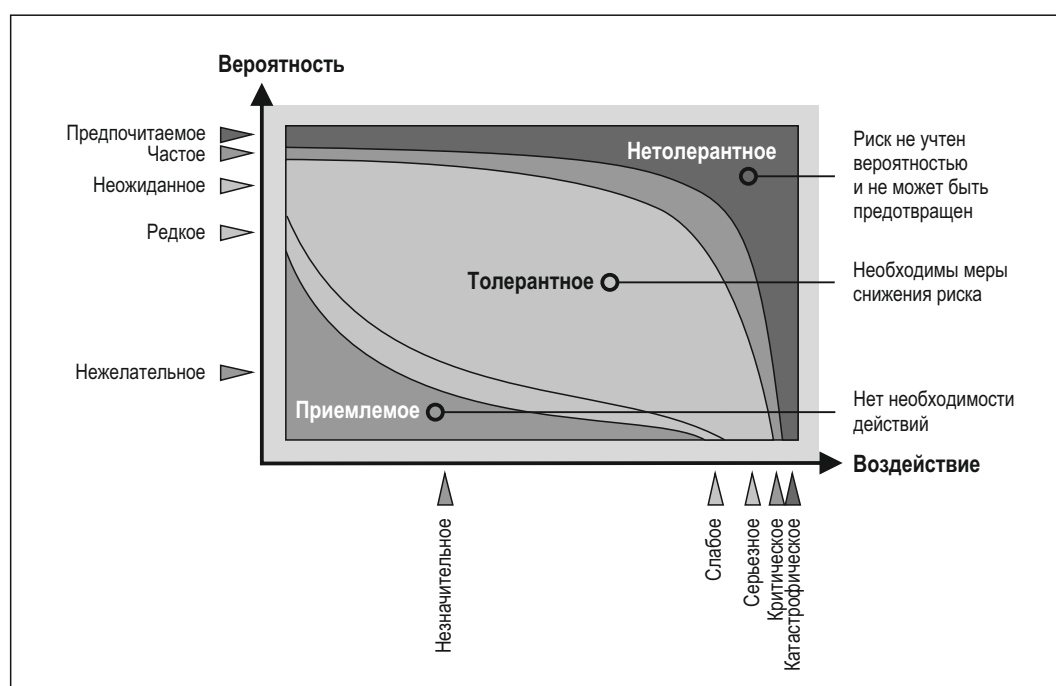 Вероятность
Предпочитаемое
Частое
Неожиданное
Редкое
Нежелательное
Нетолерантное
Толерантное
Приемлемое
Риск не учтен
вероятностью
и не может быть
предотвращен
Необходимы меры
снижения риска
Нет необходимости
действий
Воздействие
Незначительное
Слабое
Серьезное
Критическое
Катастрофическое